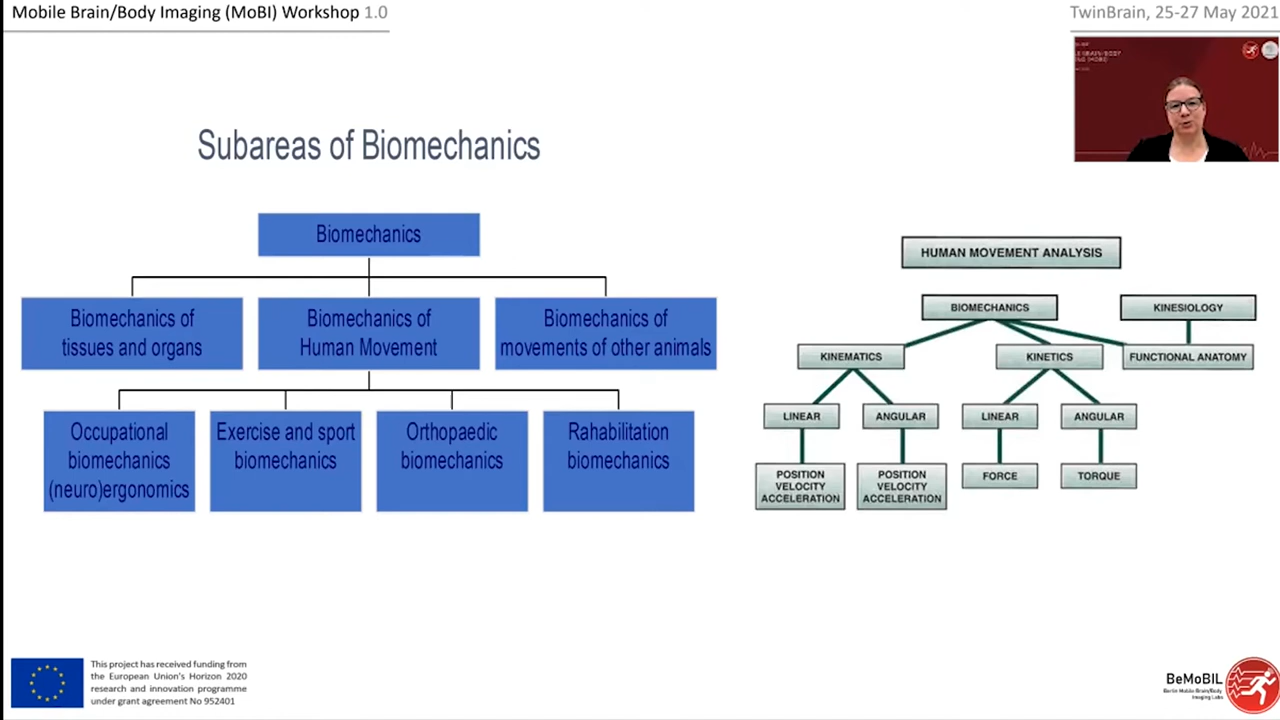 Mobile Brain/Body Imaging (MoBI) Workshop 1.0
TwinBrain, 25-27 May 2021
Subareas of Biomechanics
Biomechanics
Biomechanics of
tissues and organs
Biomechanics of
Human Movement
Biomechanics of
movements of other animals
Occupational
biomechanics
(neuro)ergonomics
Exercise and sport
biomechanics
Orthopaedic
biomechanics
Rahabilitation
biomechanics
HUMAN MOVEMENT ANALYSIS
BIOMECHANICS
KINESIOLOGY
KINEMATICS
KINETICS
FUNCTIONAL ANATOMY
LINEAR
ANGULAR
LINEAR
ANGULAR
POSITION
VELOCITY
ACCELERATION
POSITION
VELOCITY
ACCELERATION
FORCE
TORQUE
This project has received funding from
the European Union's Horizon 2020
research and innovation programme
under grant agreement No 952401
BeMoBIL
Berlin Mobile Brain/Body
Imaging Labs